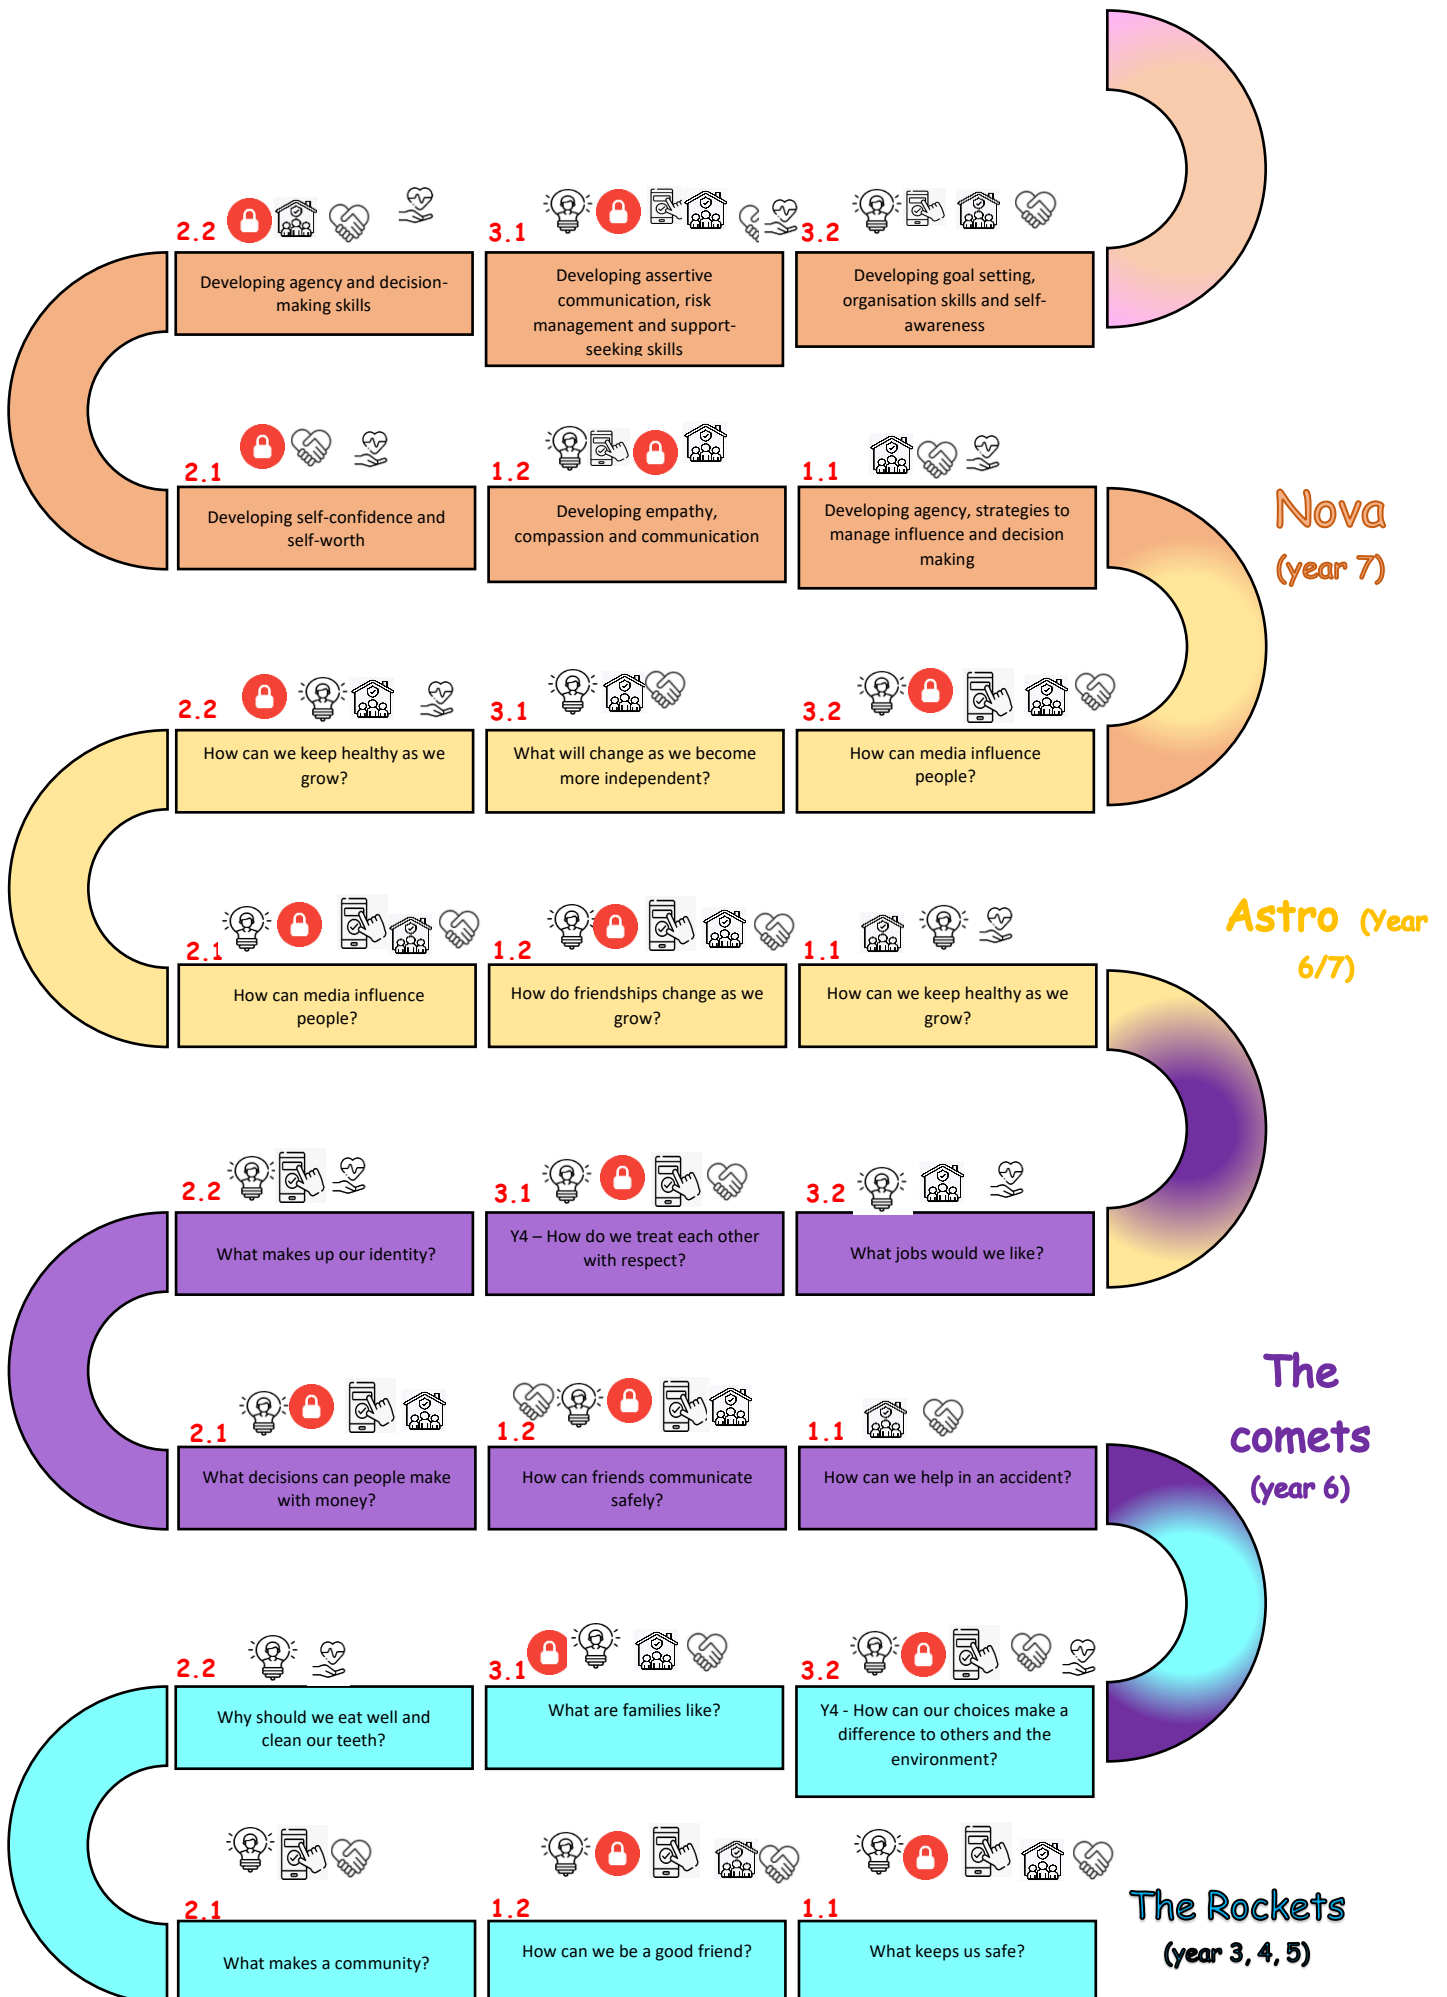 2.2
3.1
3.2
Developing agency and decision-
making skills
Developing assertive
communication, risk
management and support-
seeking skills
Developing goal setting,
organisation skills and self-
awareness
2.1
1.2
1.1
Developing self-confidence and
self-worth
Developing empathy,
compassion and communication
Developing agency, strategies to
manage influence and decision
making
Nova
(year 7)
2.2
3.1
3.2
How can we keep healthy as we
grow?
What will change as we become
more independent?
How can media influence
people?
2.1
1.2
1.1
How can media influence
people?
How do friendships change as we
grow?
How can we keep healthy as we
grow?
Astro (Year
6/7)
2.2
3.1
3.2
What makes up our identity?
Y4 – How do we treat each other
with respect?
What jobs would we like?
2.1
1.2
1.1
What decisions can people make
with money?
How can friends communicate
safely?
How can we help in an accident?
The
comets
(year 6)
2.2
3.1
3.2
Why should we eat well and
clean our teeth?
What are families like?
Y4 - How can our choices make a
difference to others and the
environment?
2.1
1.2
1.1
What makes a community?
How can we be a good friend?
What keeps us safe?
The Rockets
(year 3, 4, 5)